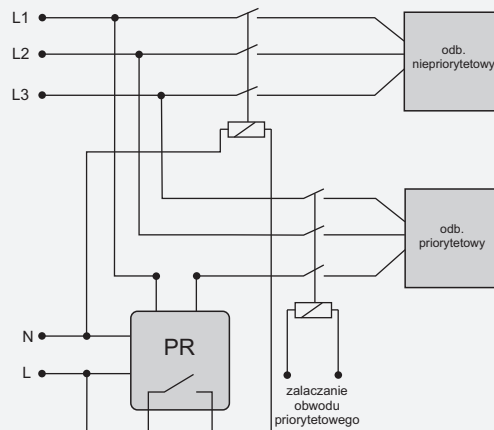 L1
L2
L3
odb.
niepriorytetowy
odb.
priorytetowy
N
L
PR
zalaczanie
obwodu
priorytetowego